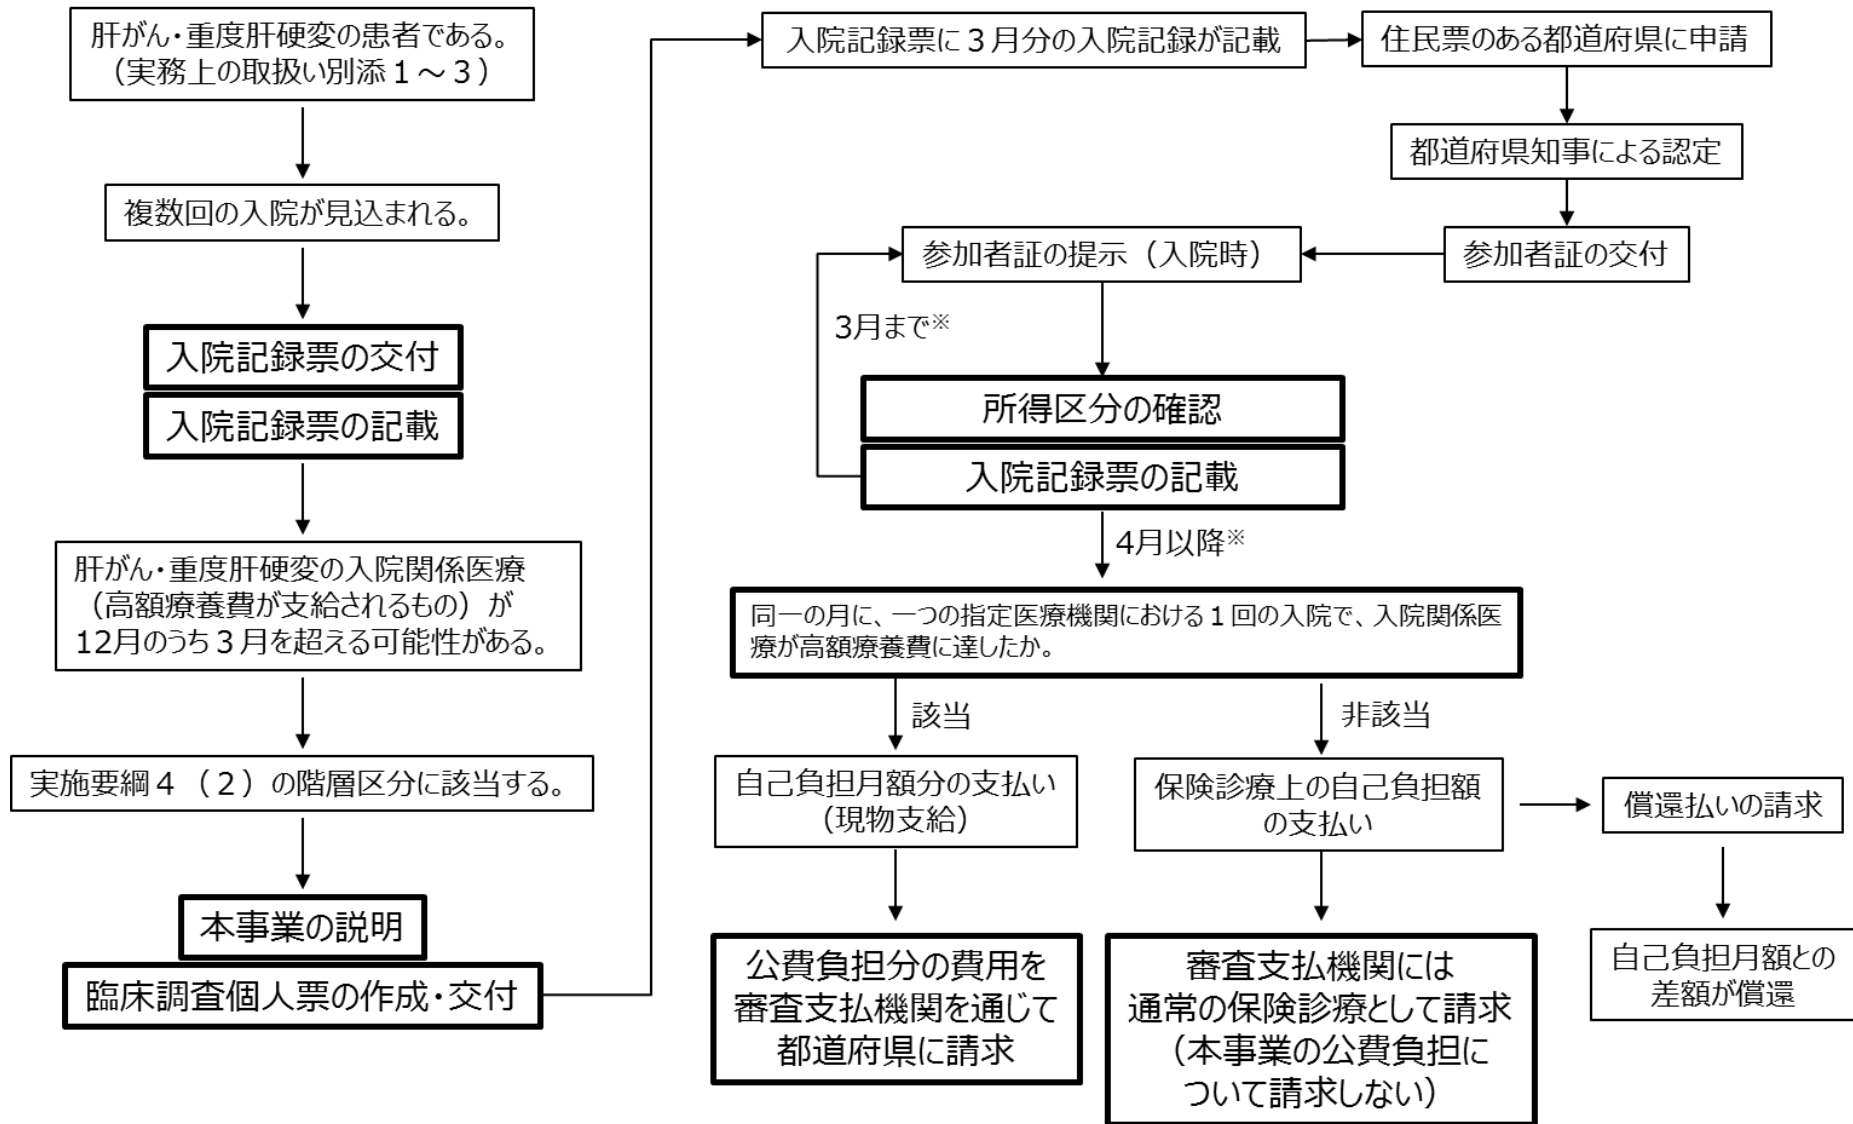 肝がん・重度肝硬変の患者である。
（実務上の取扱い別添１～３）
複数回の入院が見込まれる。
入院記録票の交付
入院記録票の記載
肝がん・重度肝硬変の入院関係医療
（高額療養費が支給されるもの）が
12月のうち３月を超える可能性がある。
実施要綱４（２）の階層区分に該当する。
本事業の説明
臨床調査個人票の作成・交付
入院記録票に３月分の入院記録が記載
住民票のある都道府県に申請
都道府県知事による認定
参加者証の交付
参加者証の提示（入院時）
3月まで※
所得区分の確認
入院記録票の記載
4月以降※
同一の月に、一つの指定医療機関における１回の入院で、入院関係医
療が高額療養費に達したか。
該当
非該当
自己負担月額分の支払い
（現物支給）
保険診療上の自己負担額
の支払い
償還払いの請求
公費負担分の費用を
審査支払機関を通じて
都道府県に請求
審査支払機関には
通常の保険診療として請求
（本事業の公費負担に
ついて請求しない）
自己負担月額との
差額が償還